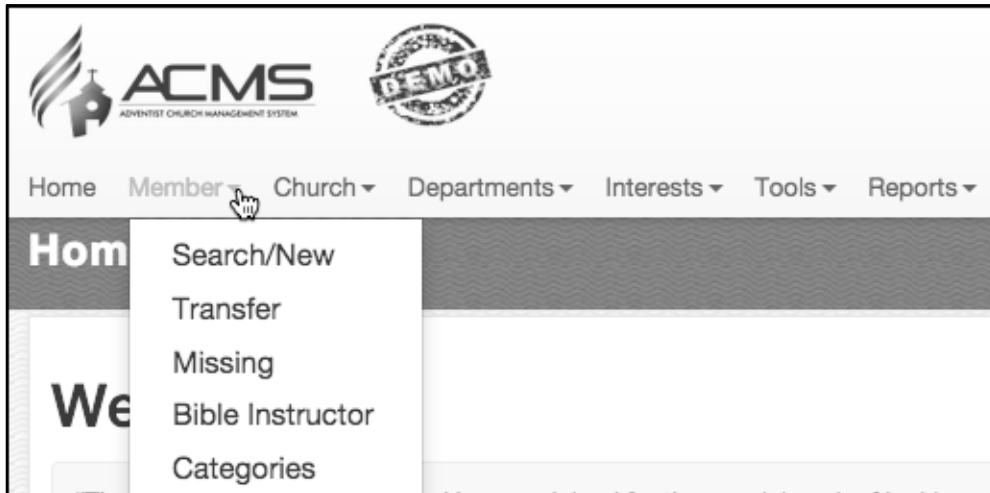 ACMS
ADVENTIST CHURCH MANAGEMENT SYSTEM
DEMO
Home Member Church Departments Interests Tools Reports
Hom
Search/New
Transfer
Missing
We
Bible Instructor
Categories